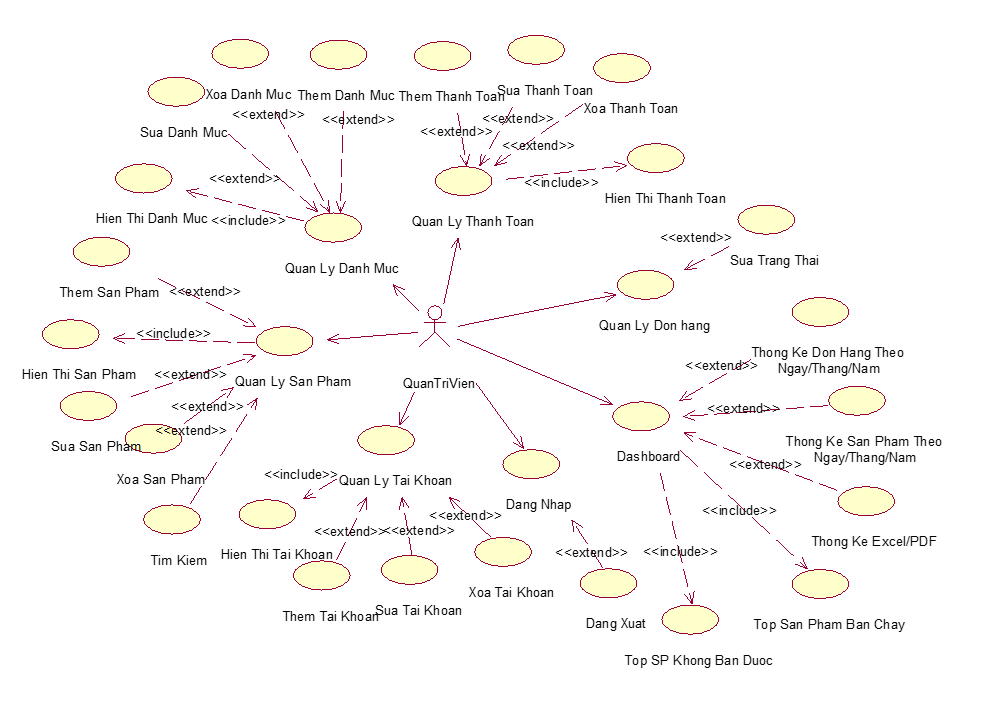 Xoa Danh Muc
Them Danh Muc
Them Thanh Toan
Sua Thanh Toan
Xoa Thanh Toan
<<extend>>
<<extend>>
<<extend>>
<<extend>>
<<extend>>
Sua Danh Muc
<<extend>>
<<include>>
Hien Thi Thanh Toan
Hien Thi Danh Muc
<<include>>
Quan Ly Thanh Toan
<<extend>>
Sua Trang Thai
Quan Ly Danh Muc
Them San Pham
<<extend>>
Quan Ly Don hang
<<include>>
Hien Thi San Pham
<<extend>>
Quan Ly San Pham
QuanTriVien
Thong Ke Don Hang Theo
Ngay/Thang/Nam
<<extend>>
<<extend>>
<<extend>>
<<extend>>
Sua San Pham
Thong Ke San Pham Theo
Ngay/Thang/Nam
Dashboard
<<extend>>
Xoa San Pham
<<include>>
Quan Ly Tai Khoan
Dang Nhap
<<include>>
<<extend>>
<<extend>>
<<extend>>
Thong Ke Excel/PDF
Tim Kiem
Hien Thi Tai Khoan
<<extend>>
<<include>>
Xoa Tai Khoan
Them Tai Khoan
Sua Tai Khoan
Dang Xuat
Top San Pham Ban Chay
Top SP Khong Ban Duoc